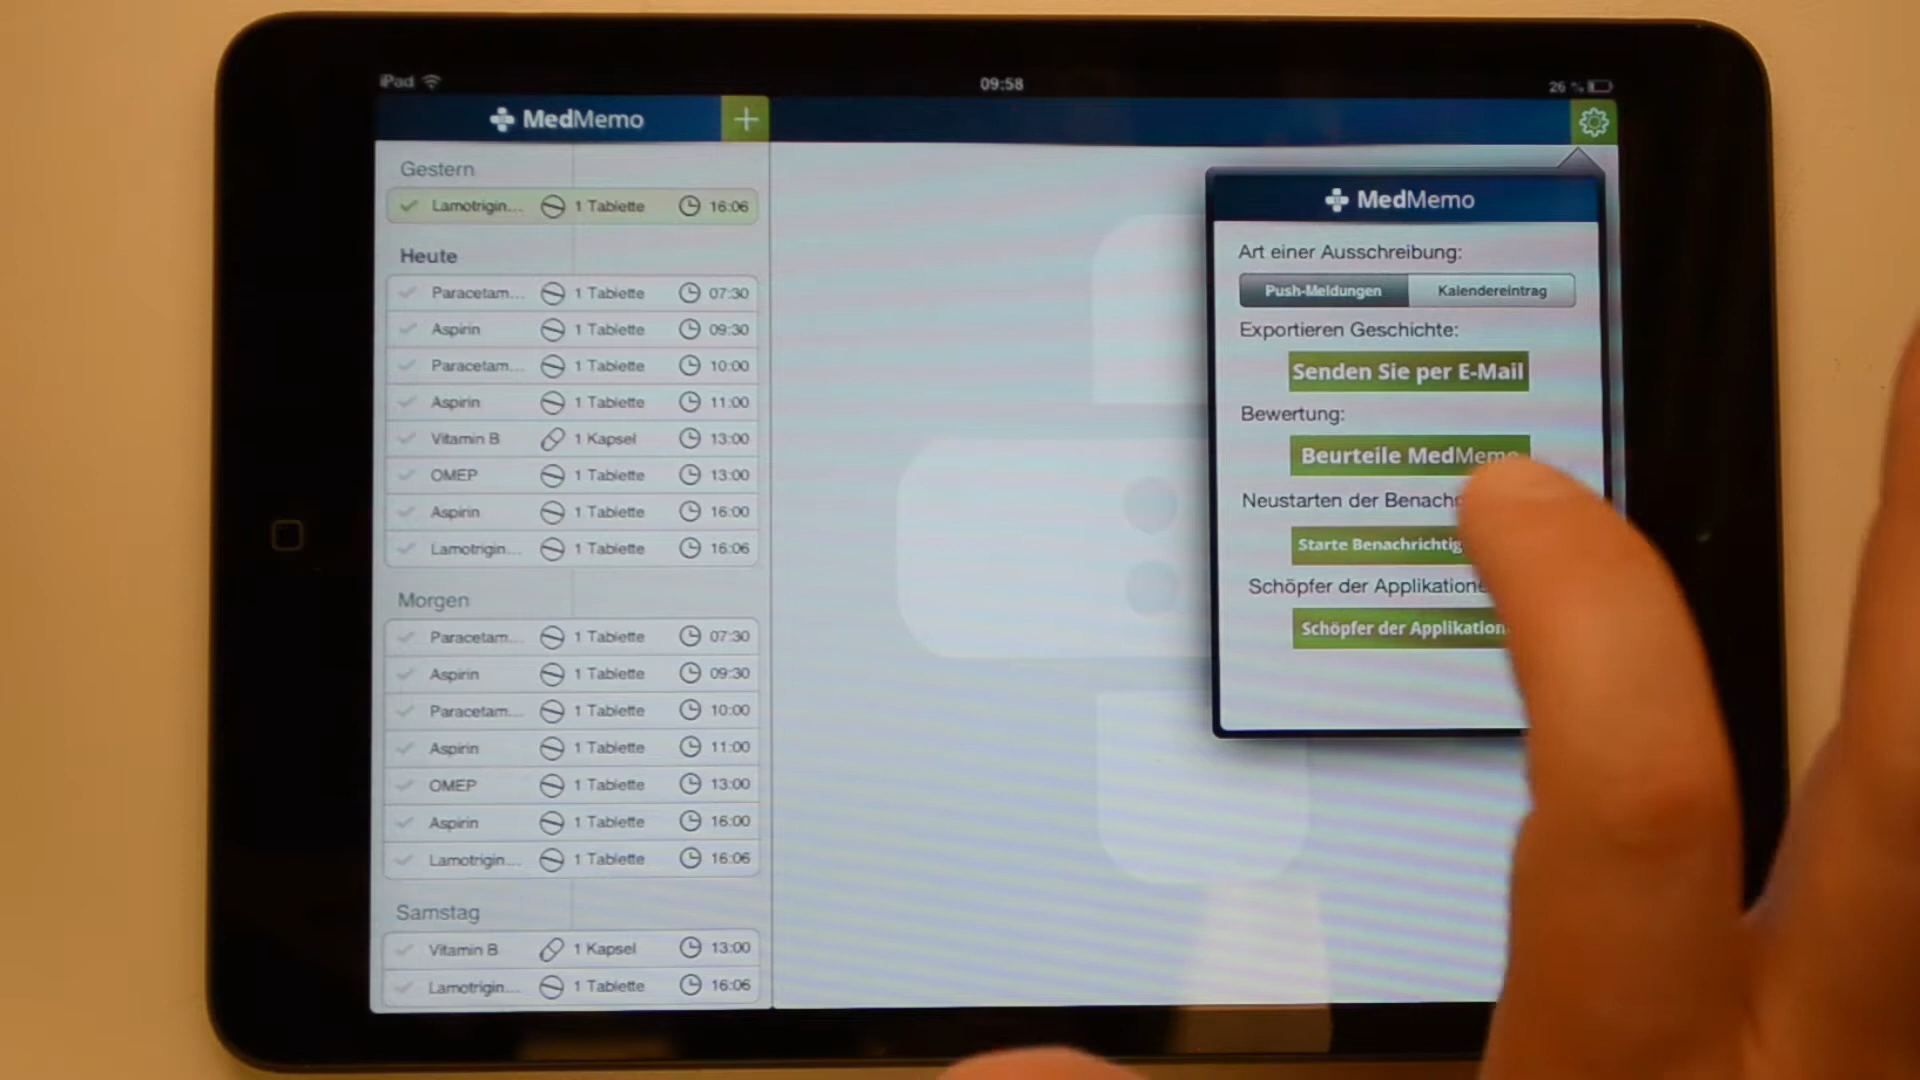 iPad
09:58
26 %
MedMemo
Gestern
Lamotrigin... 1 Tablette 16:06
Heute
Paracetam... 1 Tablette 07:30
Aspirin 1 Tablette 09:30
Paracetam... 1 Tablette 10:00
Aspirin 1 Tablette 11:00
Vitamin B 1 Kapsel 13:00
OMEP 1 Tablette 13:00
Aspirin 1 Tablette 16:00
Lamotrigin... 1 Tablette 16:06
Morgen
Paracetam... 1 Tablette 07:30
Aspirin 1 Tablette 09:30
Paracetam... 1 Tablette 10:00
Aspirin 1 Tablette 11:00
OMEP 1 Tablette 13:00
Aspirin 1 Tablette 16:00
Lamotrigin... 1 Tablette 16:06
Samstag
Vitamin B 1 Kapsel 13:00
Lamotrigin... 1 Tablette 16:06
MedMemo
Art einer Ausschreibung:
Push-Meldungen Kalendereintrag
Exportieren Geschichte:
Senden Sie per E-Mail
Bewertung:
Beurteile MedMemo
Neustarten der
Starte
Schöpfer der
Schöpfer der